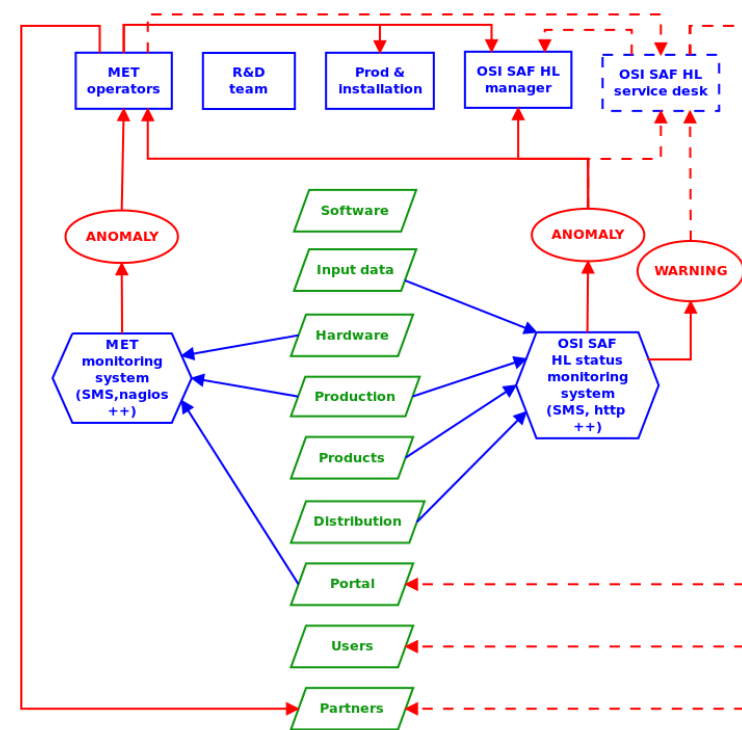 MET
operators
R&D
team
Prod &
installation
OSI SAF HL
manager
OSI SAF HL
service desk
Software
ANOMALY
ANOMALY
Input data
WARNING
Hardware
MET
monitoring
system
(SMS,nagios
++)
OSI SAF
HL status
monitoring
system
(SMS, http
++)
Production
Products
Distribution
Portal
Users
Partners